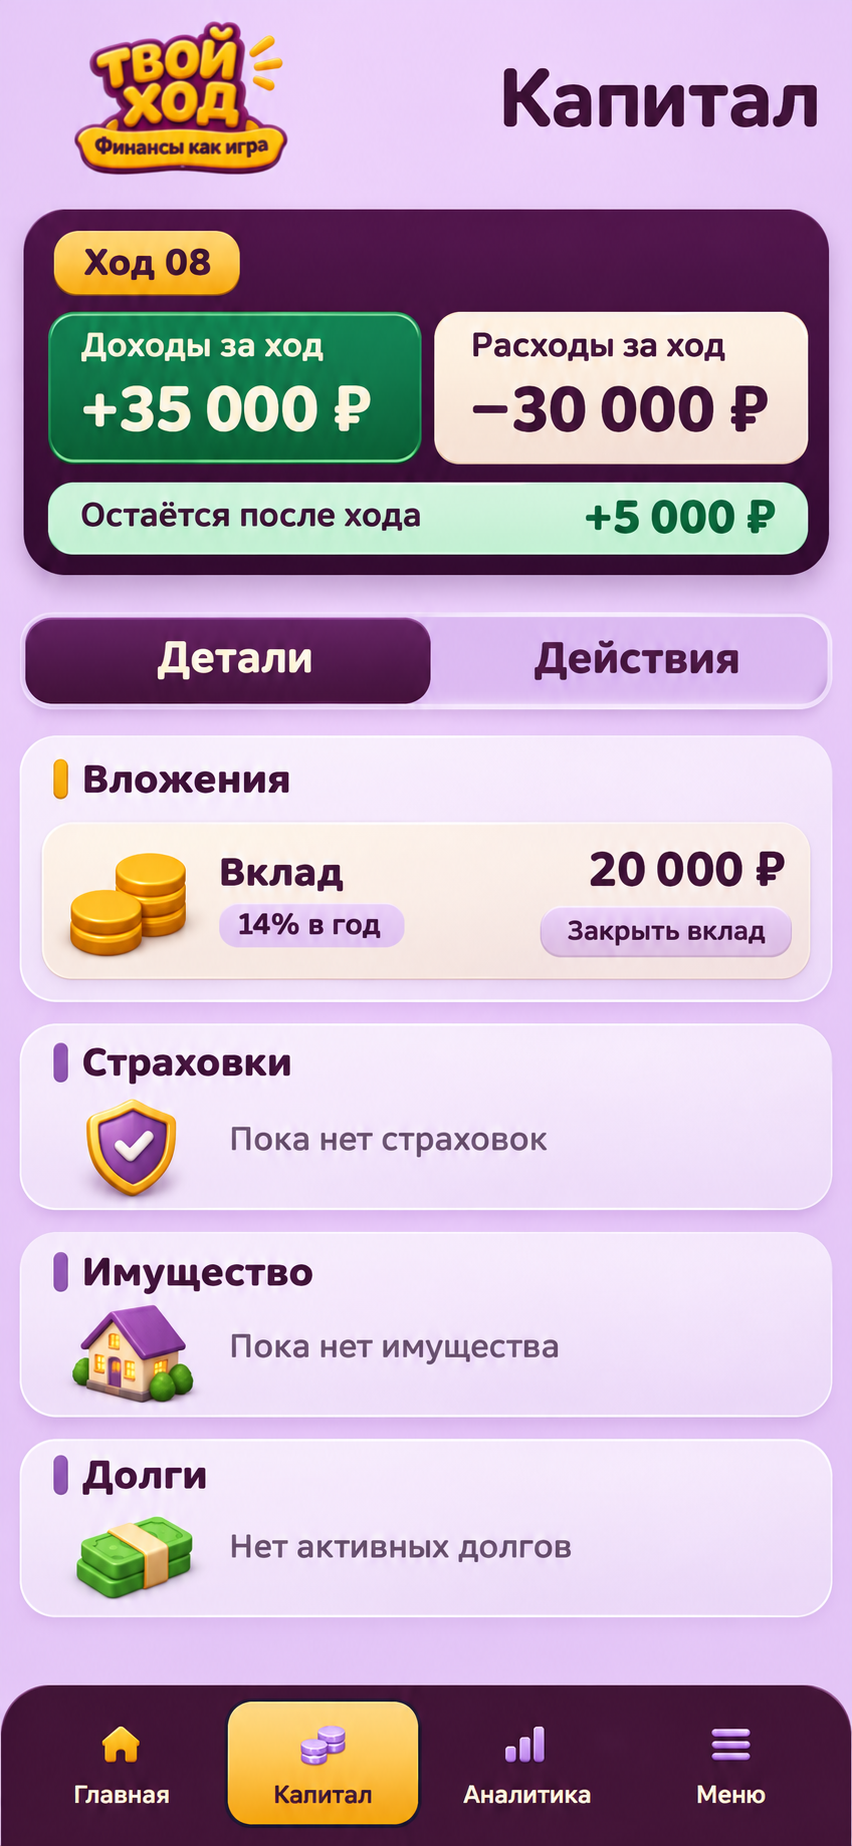 ТВОЙ
ХОД
Финансы как игра
Капитал
Ход 08
Доходы за ход
+35 000 ₽
Расходы за ход
−30 000 ₽
Остаётся после хода
+5 000 ₽
Детали
Действия
Вложения
Вклад
20 000 ₽
14% в год
Закрыть вклад
Страховки
Пока нет страховок
Имущество
Пока нет имущества
Долги
Нет активных долгов
Главная
Капитал
Аналитика
Меню